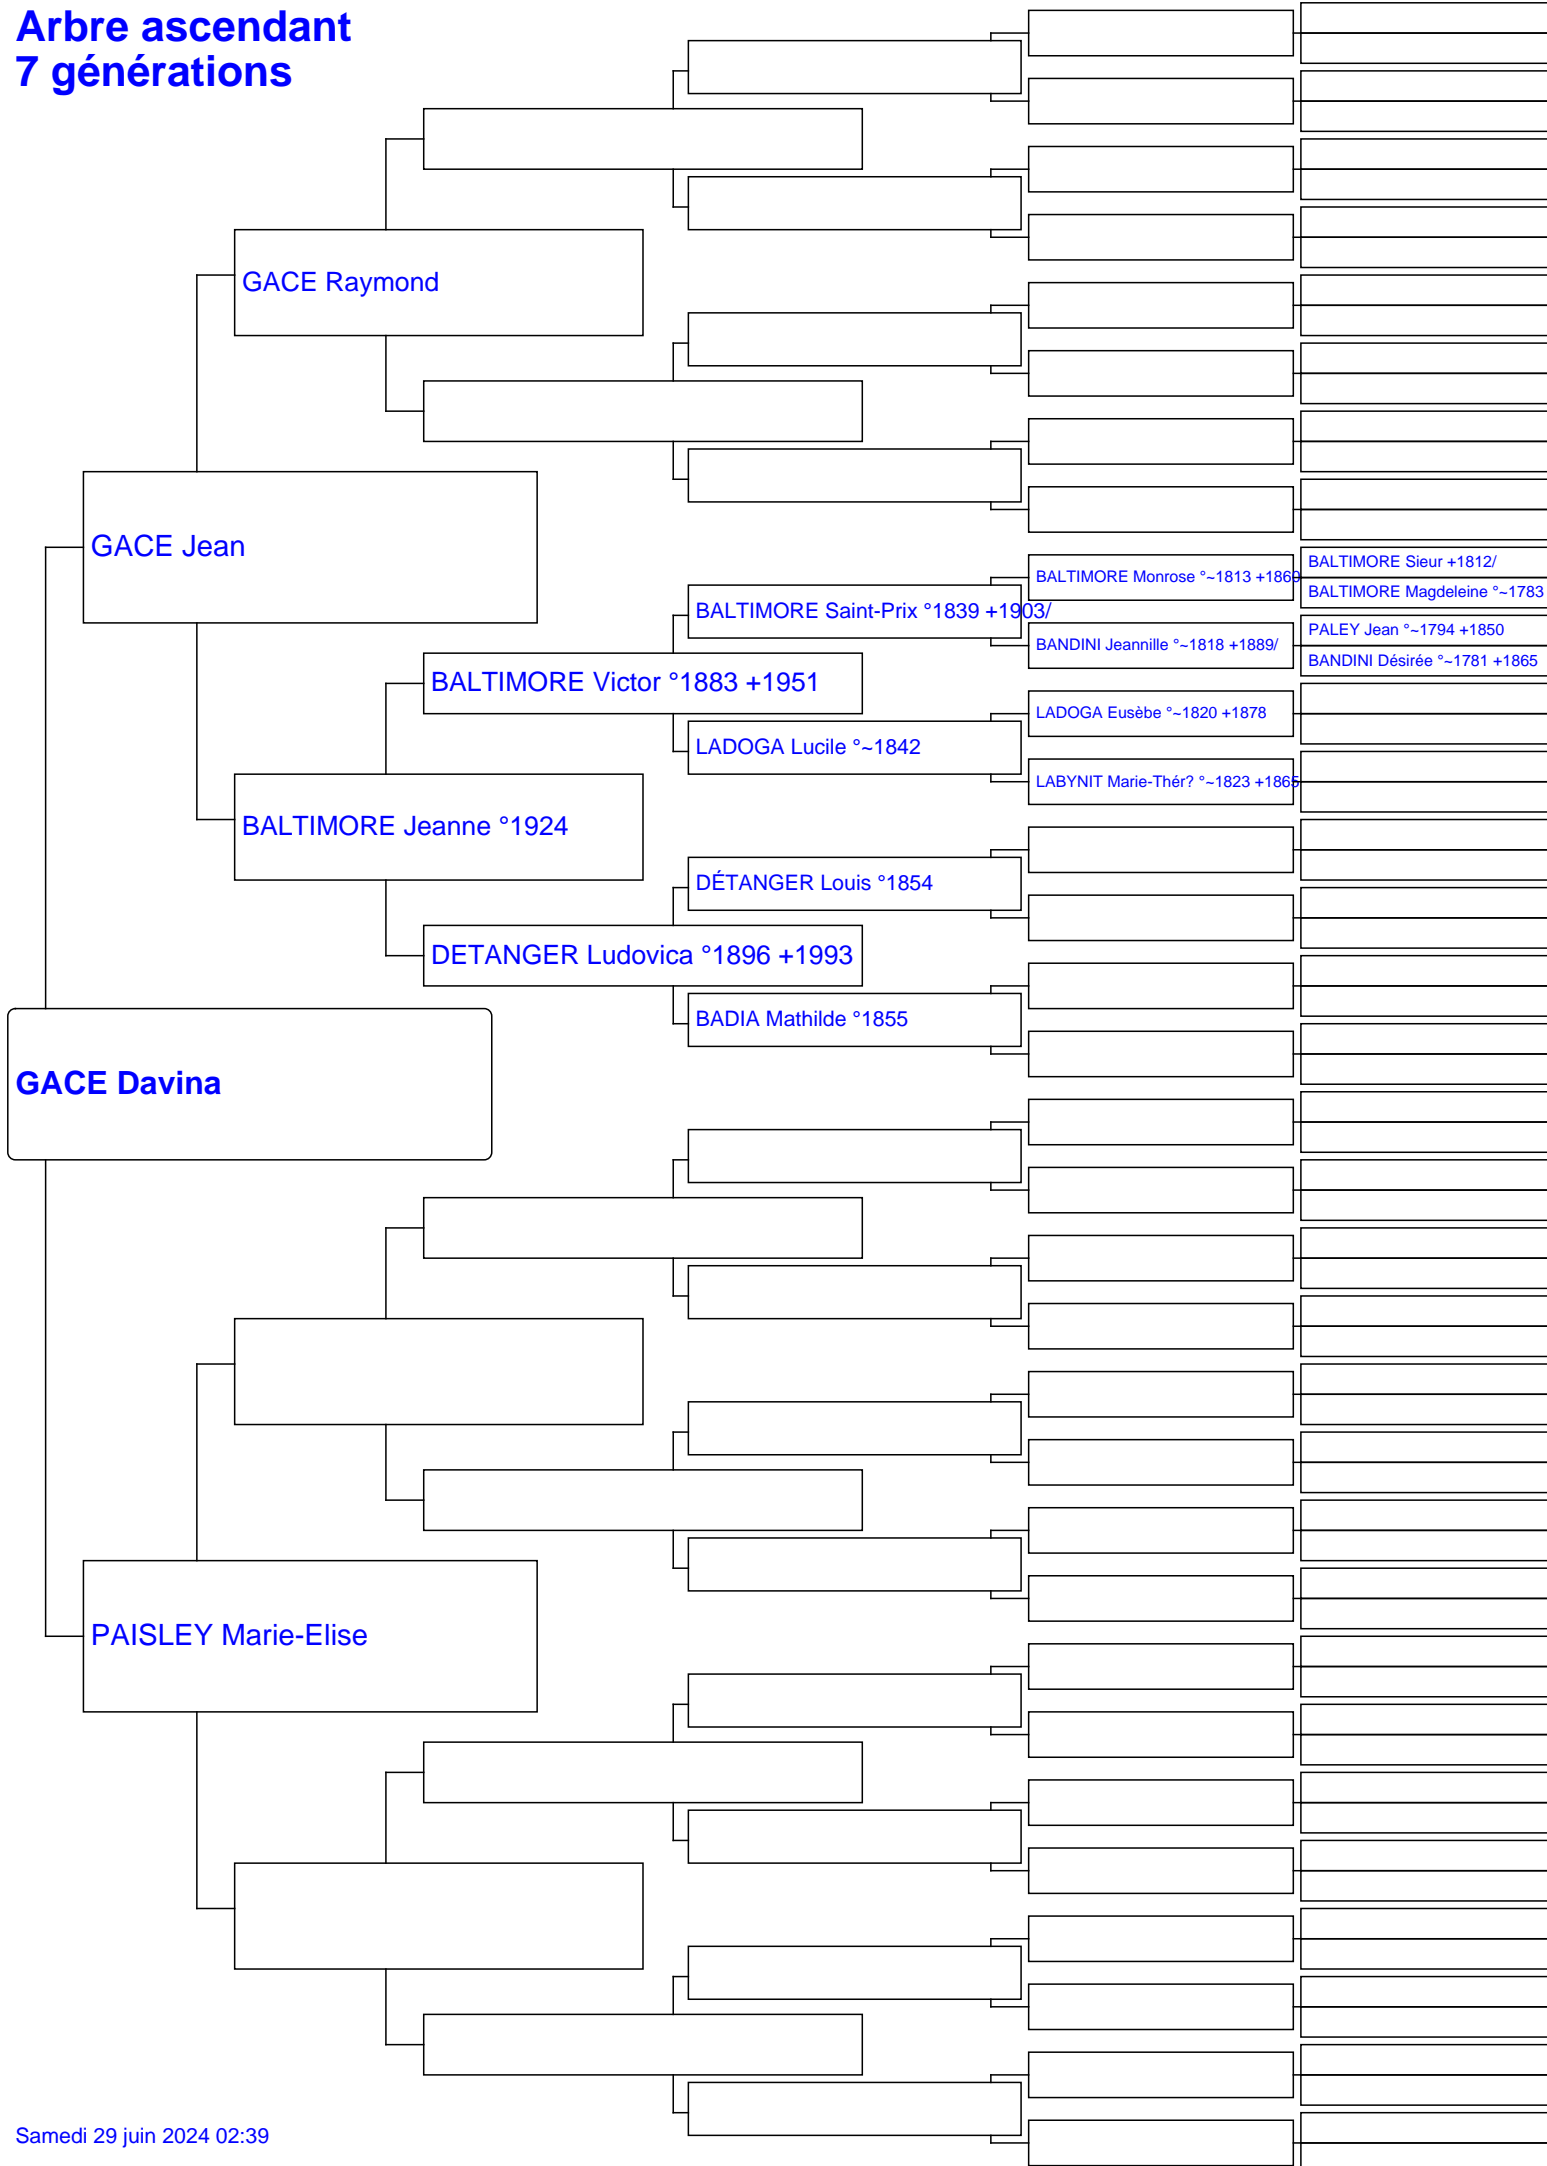 Arbre ascendant
7 générations
GACE Raymond
GACE Jean
BALTIMORE Monrose °~1813 +1860
BALTIMORE Sieur +1812/
BALTIMORE Magdeleine °~1783
BALTIMORE Saint-Prix °1839 +1903/
BANDINI Jeannille °~1818 +1889/
PALEY Jean °~1794 +1850
BANDINI Désirée °~1781 +1865
BALTIMORE Victor °1883 +1951
LADOGA Eusèbe °~1820 +1878
LADOGA Lucile °~1842
LABYNIT Marie-Thér? °~1823 +1865
BALTIMORE Jeanne °1924
DÉTANGER Louis °1854
DETANGER Ludovica °1896 +1993
BADIA Mathilde °1855
GACE Davina
PAISLEY Marie-Elise
Samedi 29 juin 2024 02:39